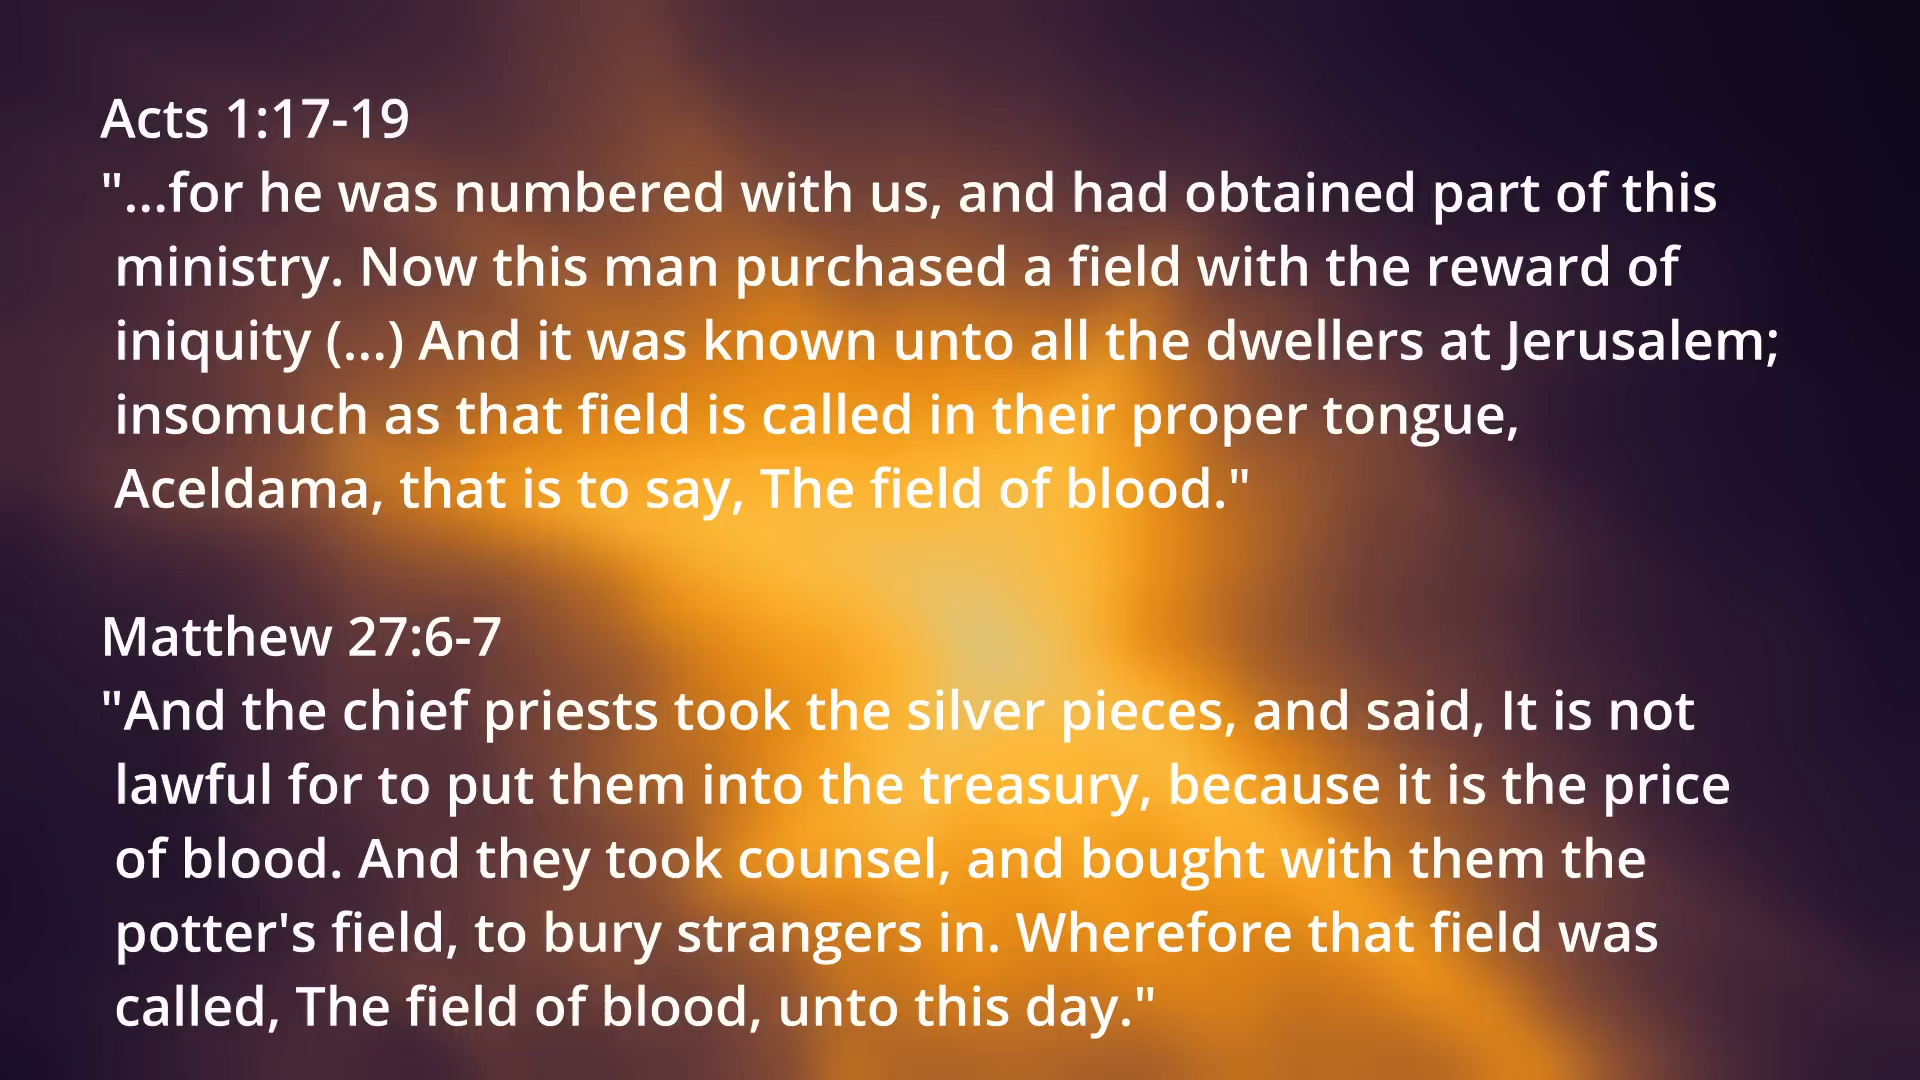 Acts 1:17-19
"...for he was numbered with us, and had obtained part of this
ministry. Now this man purchased a field with the reward of
iniquity (...) And it was known unto all the dwellers at Jerusalem;
insomuch as that field is called in their proper tongue,
Aceldama, that is to say, The field of blood."
Matthew 27:6-7
"And the chief priests took the silver pieces, and said, It is not
lawful for to put them into the treasury, because it is the price
of blood. And they took counsel, and bought with them the
potter's field, to bury strangers in. Wherefore that field was
called, The field of blood, unto this day."